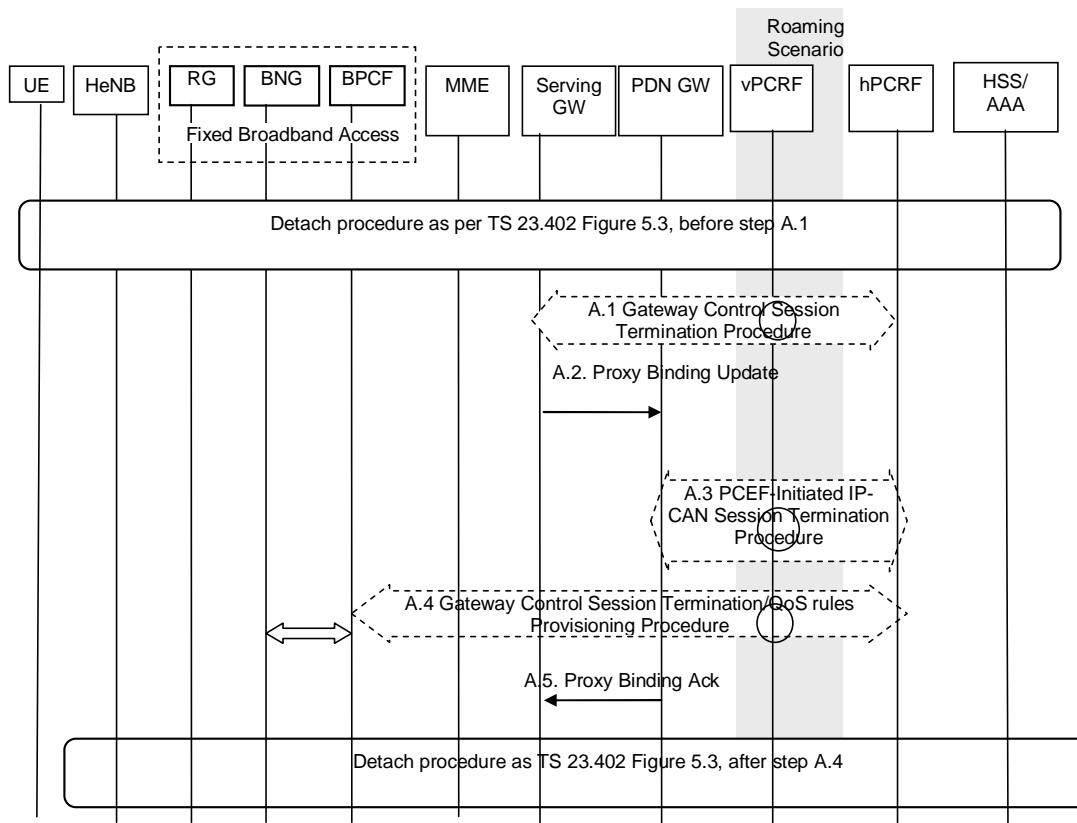 Roaming
Scenario
UE
HeNB
RG
BNG
BPCF
MME
Serving
GW
PDN GW
vPCRF
hPCRF
HSS/
AAA
Fixed Broadband Access
Detach procedure as per TS 23.402 Figure 5.3, before step A.1
A.1 Gateway Control Session
Termination Procedure
A.2. Proxy Binding Update
A.3 PCEF-Initiated IP-
CAN Session Termination
Procedure
A.4 Gateway Control Session Termination/QoS rules
Provisioning Procedure
A.5. Proxy Binding Ack
Detach procedure as TS 23.402 Figure 5.3, after step A.4